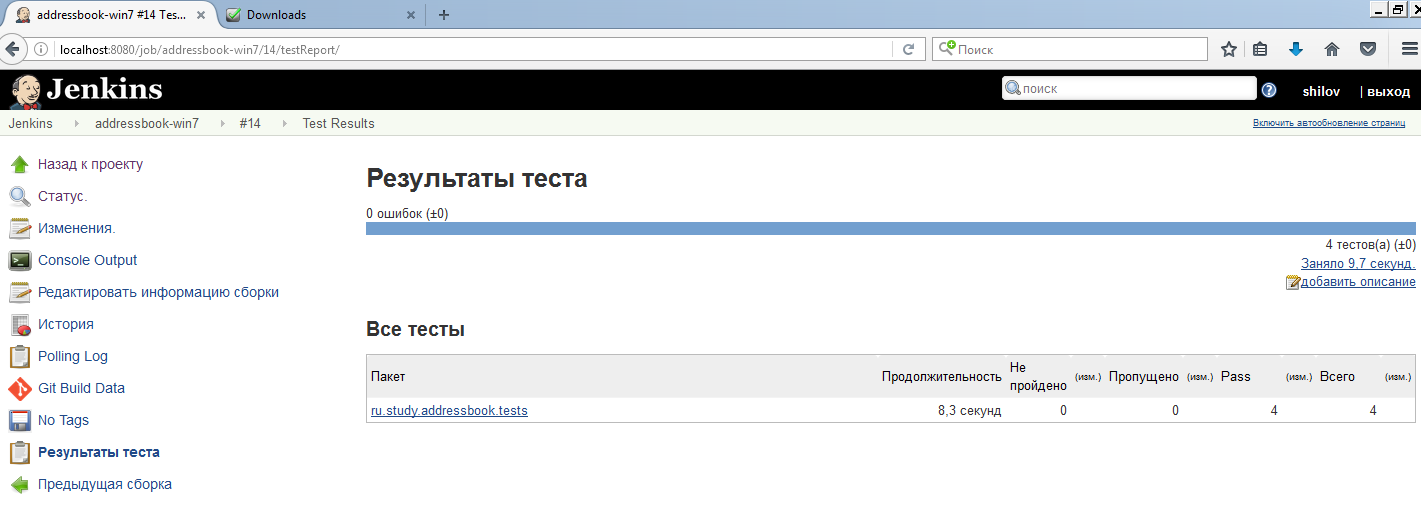 addressbook-win7 #14 Tes...
Downloads
localhost:8080/job/addressbook-win7/14/testReport/
Поиск
Jenkins
поиск
shilov
| выход
Jenkins addressbook-win7 #14 Test Results
Включить автообновление страниц
Назад к проекту
Статус.
Изменения.
Console Output
Редактировать информацию сборки
История
Polling Log
Git Build Data
No Tags
Результаты теста
Предыдущая сборка
Результаты теста
0 ошибок (±0)
4 тестов(а) (±0)
Заняло 9,7 секунд.
добавить описание
Все тесты
Пакет Продолжительность Не пройдено (изм.) Пропущено (изм.) Pass (изм.) Всего (изм.)
ru.study.addressbook.tests 8,3 секунд 0 0 4 4